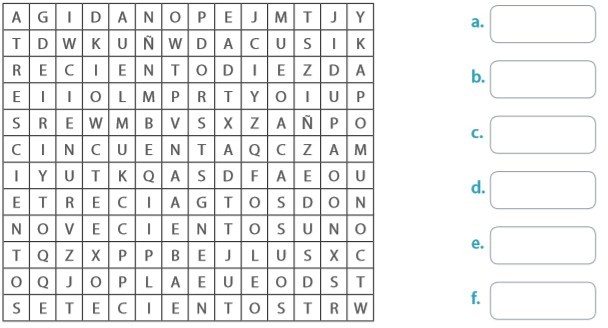 A G I D A N O P E J M T J Y
T D W K U Ñ W D A C U S I K
R E C I E N T O D I E Z D A
E I I O L M P R T Y O I U P
S R E W M B V S X Z A Ñ P O
C I N C U E N T A Q C Z A M
I Y U T K Q A S D F A E O U
E T R E C I A G T O S D O N
N O V E C I E N T O S U N O
T Q Z X P P B E J L U S X C
O Q J O P L A E U E O D S T
S E T E C I E N T O S T R W
a.
b.
c.
d.
e.
f.